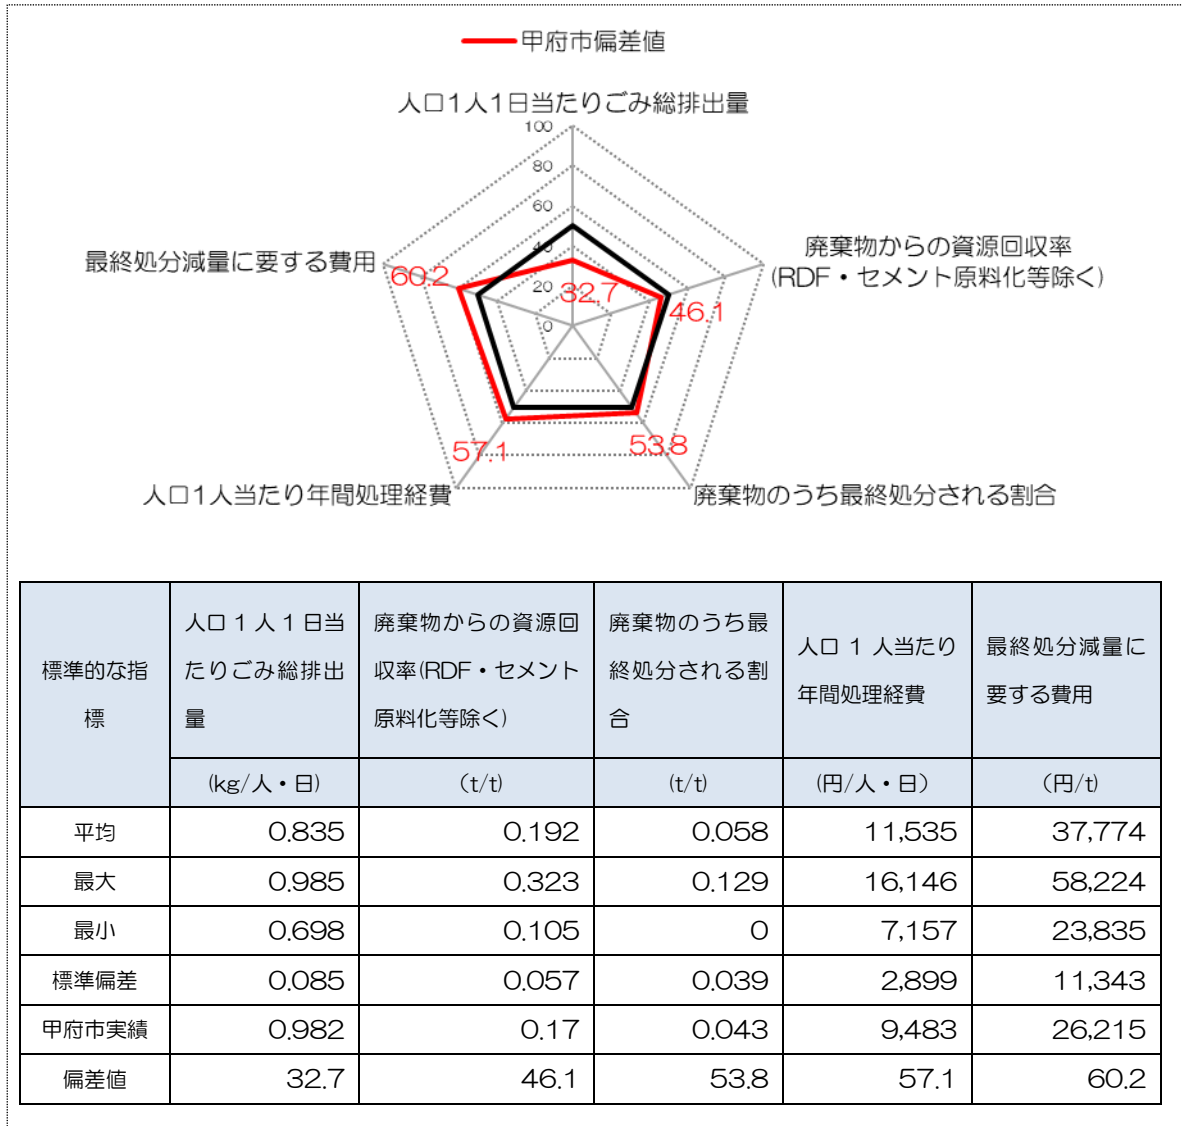 甲府市偏差値
人口1人1日当たりごみ総排出量
100
80
60
40
20
0
廃棄物からの資源回収率
(RDF・セメント原料化等除く)
最終処分減量に要する費用
60.2
32.7
46.1
57.1
53.8
人口1人当たり年間処理経費
廃棄物のうち最終処分される割合
標準的な指
標
人口 1 人 1 日当
たりごみ総排出
量
廃棄物からの資源回
収率(RDF・セメント
原料化等除く)
廃棄物のうち最
終処分される割
合
人口 1 人当たり
年間処理経費
最終処分減量に
要する費用
(kg/人・日) (t/t) (t/t) (円/人・日) (円/t)
平均 0.835 0.192 0.058 11,535 37,774
最大 0.985 0.323 0.129 16,146 58,224
最小 0.698 0.105 0 7,157 23,835
標準偏差 0.085 0.057 0.039 2,899 11,343
甲府市実績 0.982 0.17 0.043 9,483 26,215
偏差値 32.7 46.1 53.8 57.1 60.2